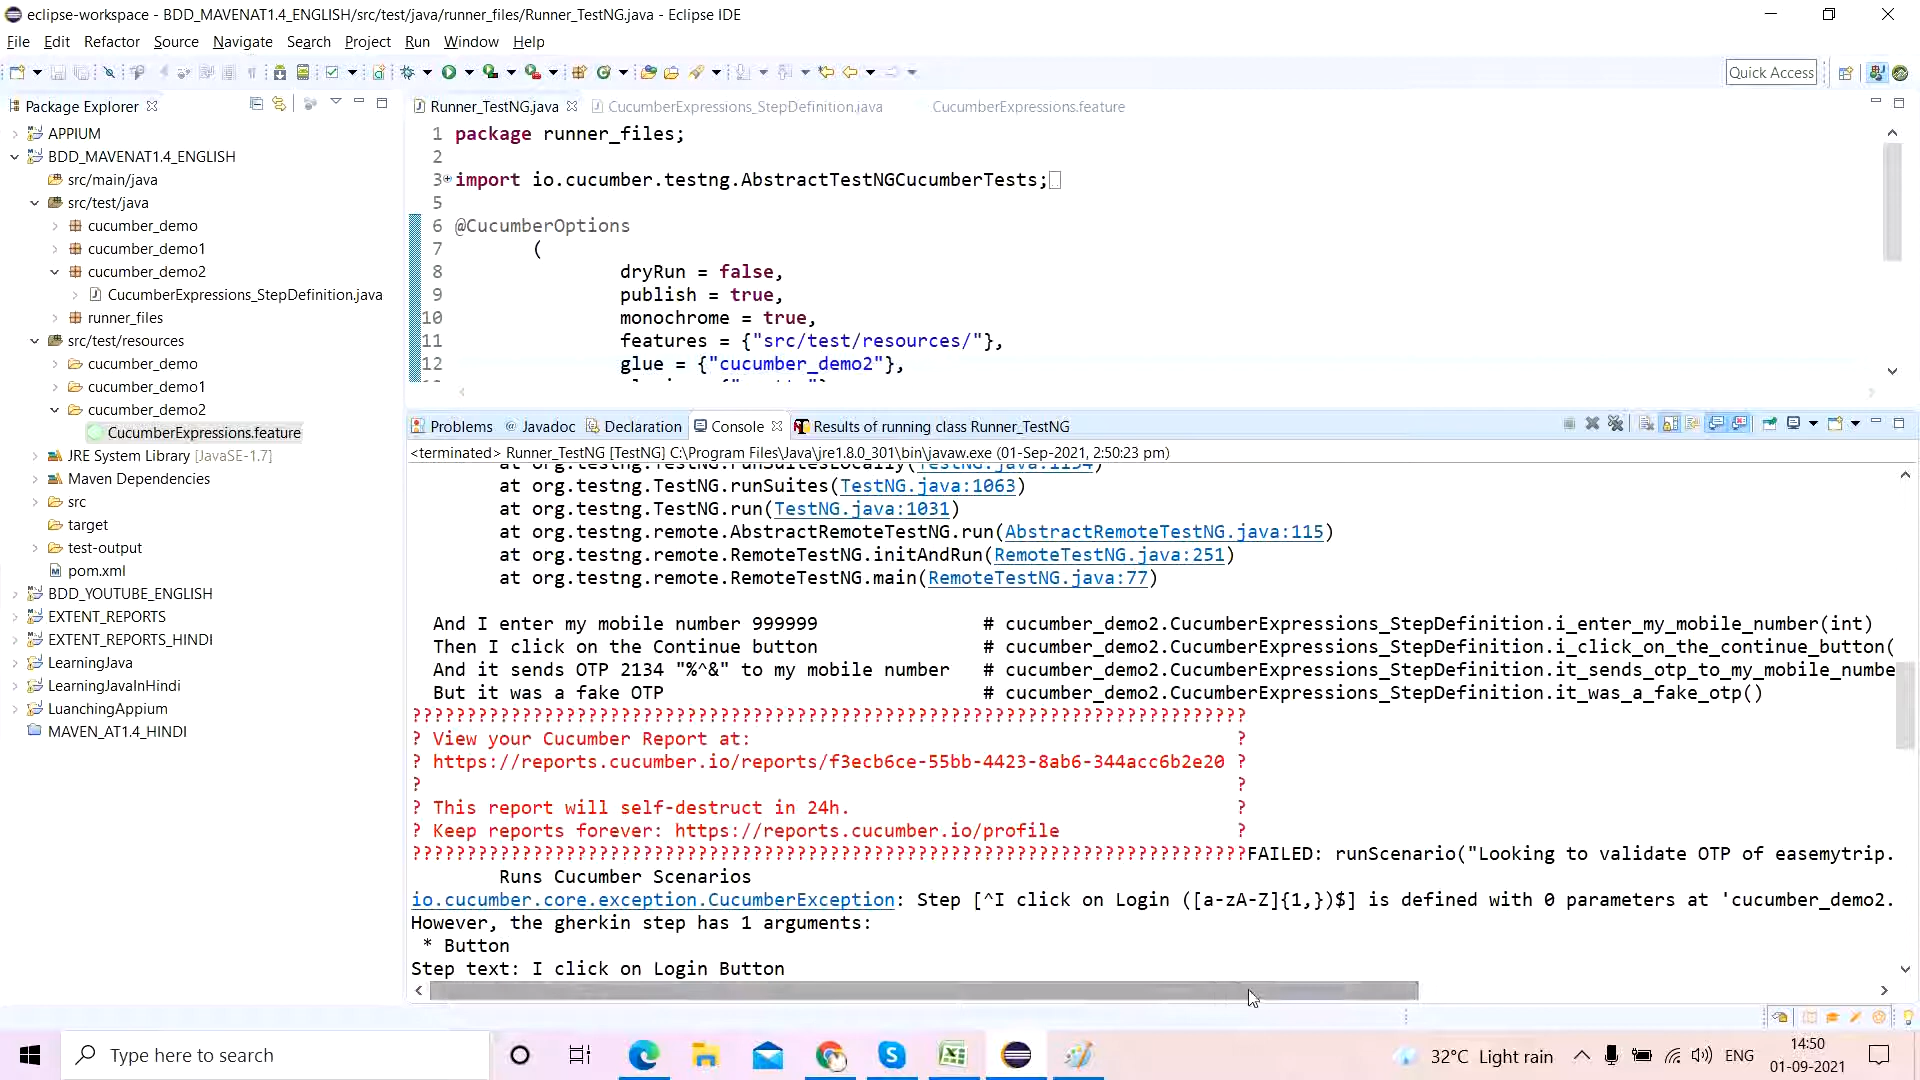 eclipse-workspace - BDD_MAVENAT1.4_ENGLISH/src/test/java/runner_files/Runner_TestNG.java - Eclipse IDE
File Edit Refactor Source Navigate Search Project Run Window Help
Quick Access
Package Explorer
APPIUM
BDD_MAVENAT1.4_ENGLISH
src/main/java
src/test/java
cucumber_demo
cucumber_demo1
cucumber_demo2
CucumberExpressions_StepDefinition.java
runner_files
src/test/resources
cucumber_demo
cucumber_demo1
cucumber_demo2
CucumberExpressions.feature
JRE System Library [JavaSE-1.7]
Maven Dependencies
src
target
test-output
pom.xml
BDD_YOUTUBE_ENGLISH
EXTENT_REPORTS
EXTENT_REPORTS_HINDI
LearningJava
LearningJavaInHindi
LuanchingAppium
MAVEN_AT1.4_HINDI
Runner_TestNG.java CucumberExpressions_StepDefinition.java CucumberExpressions.feature
1 package runner_files;
2
3 import io.cucumber.testng.AbstractTestNGCucumberTests;
5
6 @CucumberOptions
7 (
8 dryRun = false,
9 publish = true,
10 monochrome = true,
11 features = {"src/test/resources/"},
12 glue = {"cucumber_demo2"},
Problems @ Javadoc Declaration Console Results of running class Runner_TestNG
<terminated> Runner_TestNG [TestNG] C:\Program Files\Java\jre1.8.0_301\bin\javaw.exe (01-Sep-2021, 2:50:23 pm)
at org.testng.TestNG.runSuitesLocally(TestNG.java:1154)
at org.testng.TestNG.runSuites(TestNG.java:1063)
at org.testng.TestNG.run(TestNG.java:1031)
at org.testng.remote.AbstractRemoteTestNG.run(AbstractRemoteTestNG.java:115)
at org.testng.remote.RemoteTestNG.initAndRun(RemoteTestNG.java:251)
at org.testng.remote.RemoteTestNG.main(RemoteTestNG.java:77)
And I enter my mobile number 999999 # cucumber_demo2.CucumberExpressions_StepDefinition.i_enter_my_mobile_number(int)
Then I click on the Continue button # cucumber_demo2.CucumberExpressions_StepDefinition.i_click_on_the_continue_button(
And it sends OTP 2134 "%^&" to my mobile number # cucumber_demo2.CucumberExpressions_StepDefinition.it_sends_otp_to_my_mobile_numbe
But it was a fake OTP # cucumber_demo2.CucumberExpressions_StepDefinition.it_was_a_fake_otp()
????????????????????????????????????????????????????????????????????????????
? View your Cucumber Report at: ?
? https://reports.cucumber.io/reports/f3ecb6ce-55bb-4423-8ab6-344acc6b2e20 ?
? ?
? This report will self-destruct in 24h. ?
? Keep reports forever: https://reports.cucumber.io/profile ?
????????????????????????????????????????????????????????????????????????????FAILED: runScenario("Looking to validate OTP of easemytrip.
Runs Cucumber Scenarios
io.cucumber.core.exception.CucumberException: Step [^I click on Login ([a-zA-Z]{1,})$] is defined with 0 parameters at 'cucumber_demo2.
However, the gherkin step has 1 arguments:
* Button
Step text: I click on Login Button
Type here to search
32°C Light rain
ENG
14:50
01-09-2021